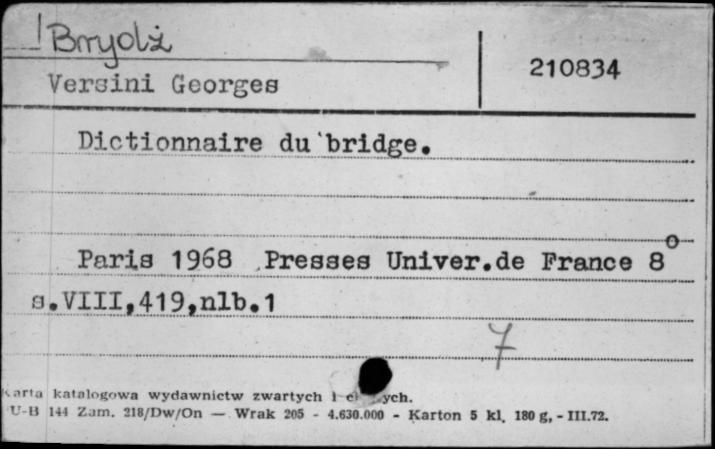 Brydż
Versini Georges
210834
Dictionnaire du bridge.
Paris 1968 Presses Univer.de France 8°
s.VIII,419,nlb.1
7
Karta katalogowa wydawnictw zwartych i ych.
U-B 144 Zam. 218/Dw/On — Wrak 205 - 4.630.000 - Karton 5 kl. 180 g, - III.72.